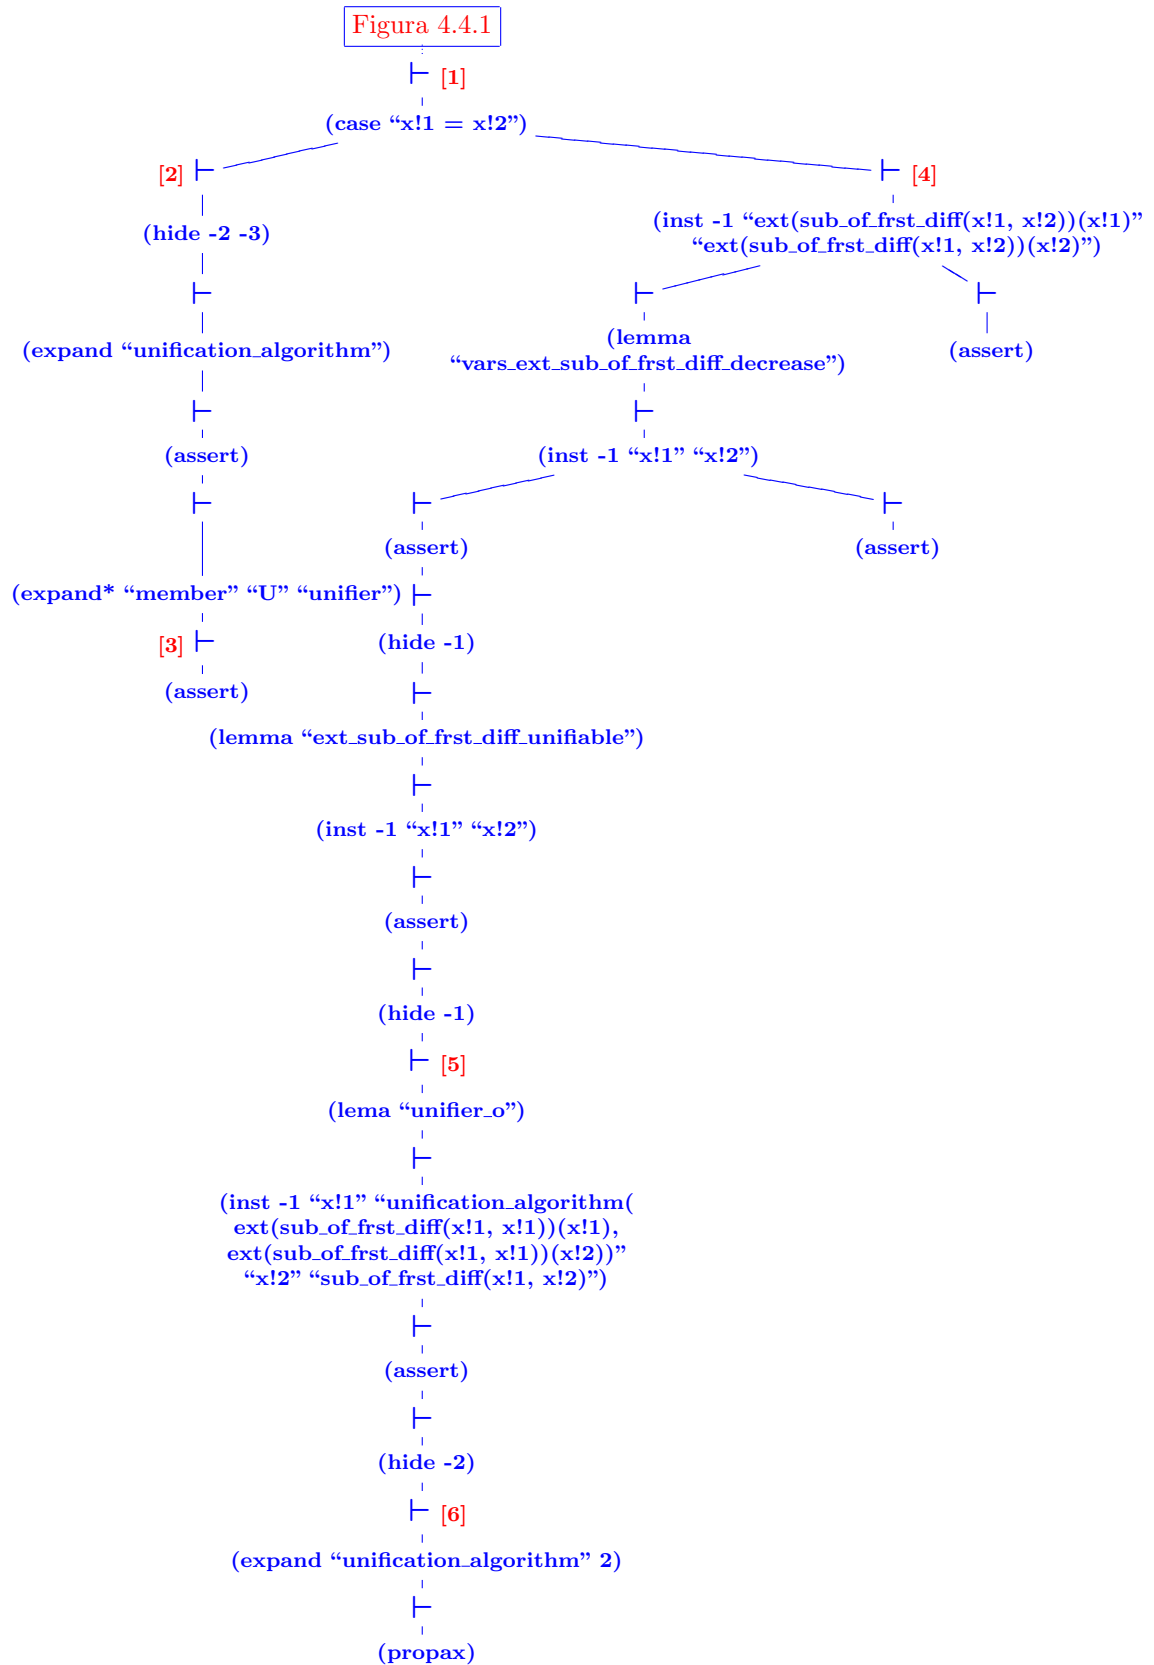 Figura 4.4.1
⊢ [1]
(case “x!1 = x!2”)
[2] ⊢
⊢ [4]
(hide -2 -3)
(inst -1 “ext(sub_of_frst_diff(x!1, x!2))(x!1)”
“ext(sub_of_frst_diff(x!1, x!2))(x!2)”)
⊢
⊢
⊢
(expand “unification_algorithm”)
(lemma
“vars_ext_sub_of_frst_diff_decrease”)
(assert)
⊢
⊢
(assert)
(inst -1 “x!1” “x!2”)
⊢
⊢
⊢
(assert)
(assert)
(expand* “member” “U” “unifier”)
⊢
[3] ⊢
(hide -1)
(assert)
⊢
(lemma “ext_sub_of_frst_diff_unifiable”)
⊢
(inst -1 “x!1” “x!2”)
⊢
(assert)
⊢
(hide -1)
⊢ [5]
(lema “unifier_o”)
⊢
(inst -1 “x!1” “unification_algorithm(
ext(sub_of_frst_diff(x!1, x!1))(x!1),
ext(sub_of_frst_diff(x!1, x!1))(x!2))”
“x!2” “sub_of_frst_diff(x!1, x!2)”)
⊢
(assert)
⊢
(hide -2)
⊢ [6]
(expand “unification_algorithm” 2)
⊢
(propax)